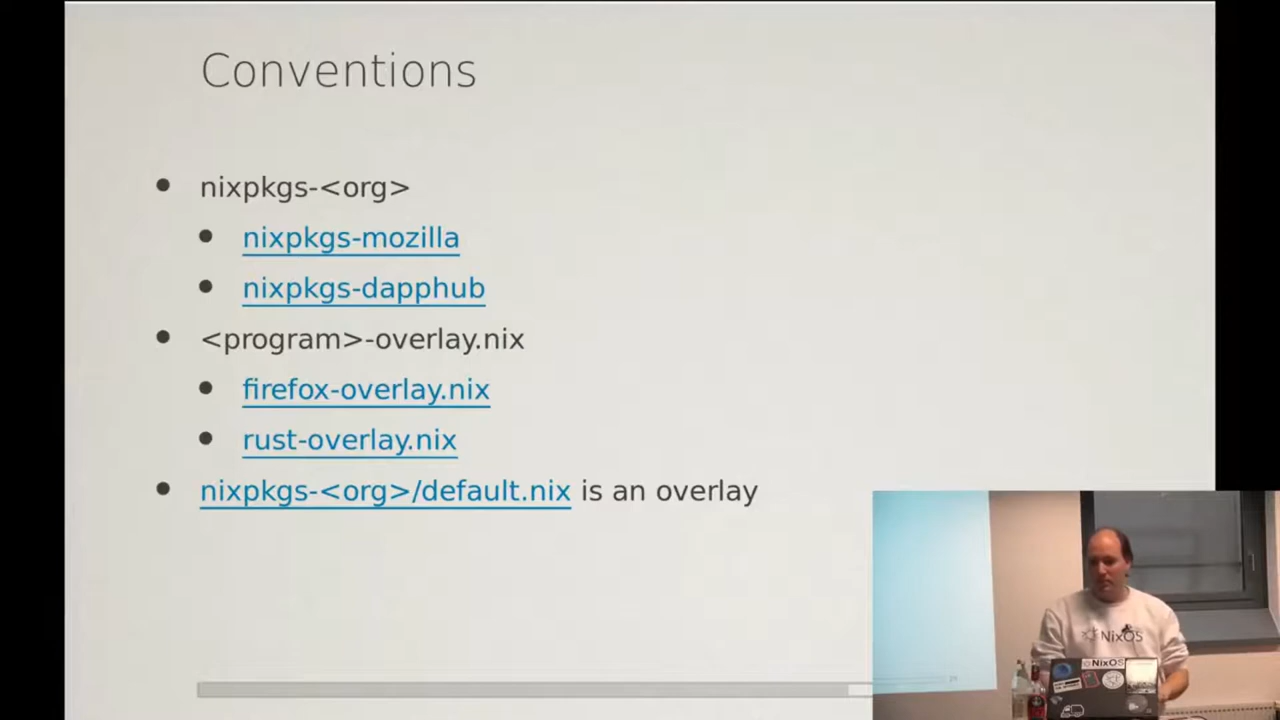 Conventions
nixpkgs-<org>
nixpkgs-mozilla
nixpkgs-dapphub
<program>-overlay.nix
firefox-overlay.nix
rust-overlay.nix
nixpkgs-<org>/default.nix is an overlay
NixOS
NixOS